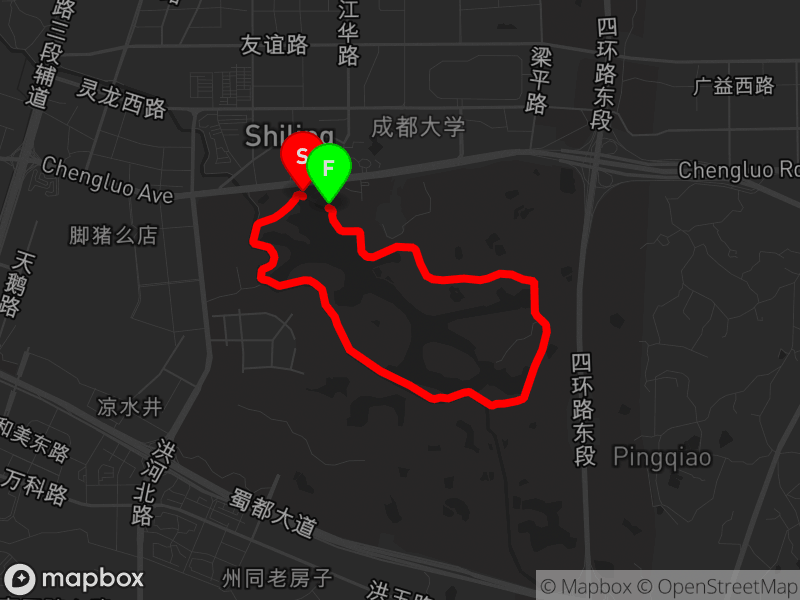 路三段辅道
江华路
友谊路
四环路东段
梁平路
灵龙西路
广益西路
成都大学
Shiling
S
F
Chengluo Ave
Chengluo Ro
脚猪么店
天鹅路
四环路东段
凉水井
和美东路
洪河北路
万科路
蜀都大道
Pingqiao
州同老房子
洪玉路
mapbox
© Mapbox © OpenStreetMap